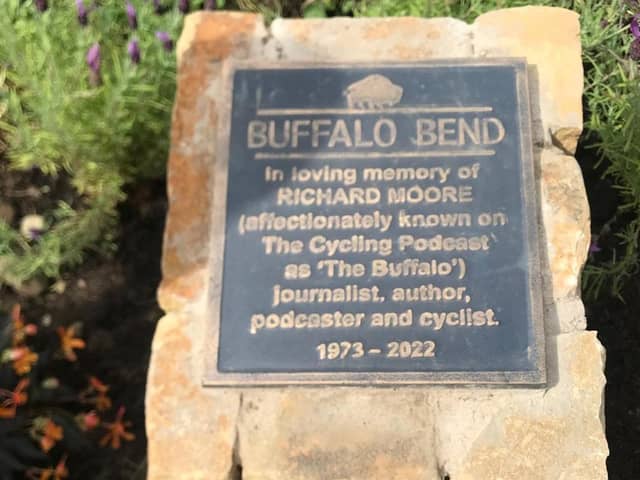 BUFFALO BEND
In loving memory of
RICHARD MOORE
(affectionately known on
The Cycling Podcast
as 'The Buffalo')
journalist, author,
podcaster and cyclist.
1973 – 2022